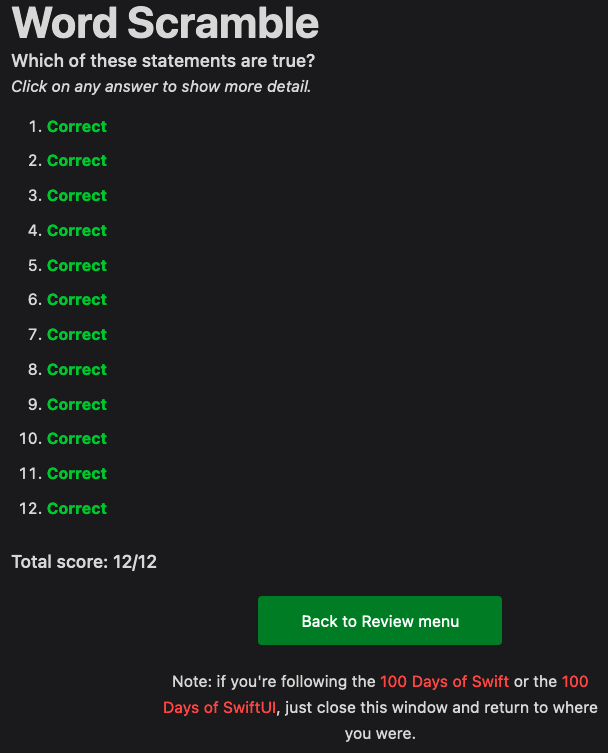 Word Scramble
Which of these statements are true?
Click on any answer to show more detail.
1. Correct
2. Correct
3. Correct
4. Correct
5. Correct
6. Correct
7. Correct
8. Correct
9. Correct
10. Correct
11. Correct
12. Correct
Total score: 12/12
Back to Review menu
Note: if you're following the 100 Days of Swift or the 100
Days of SwiftUI, just close this window and return to where
you were.